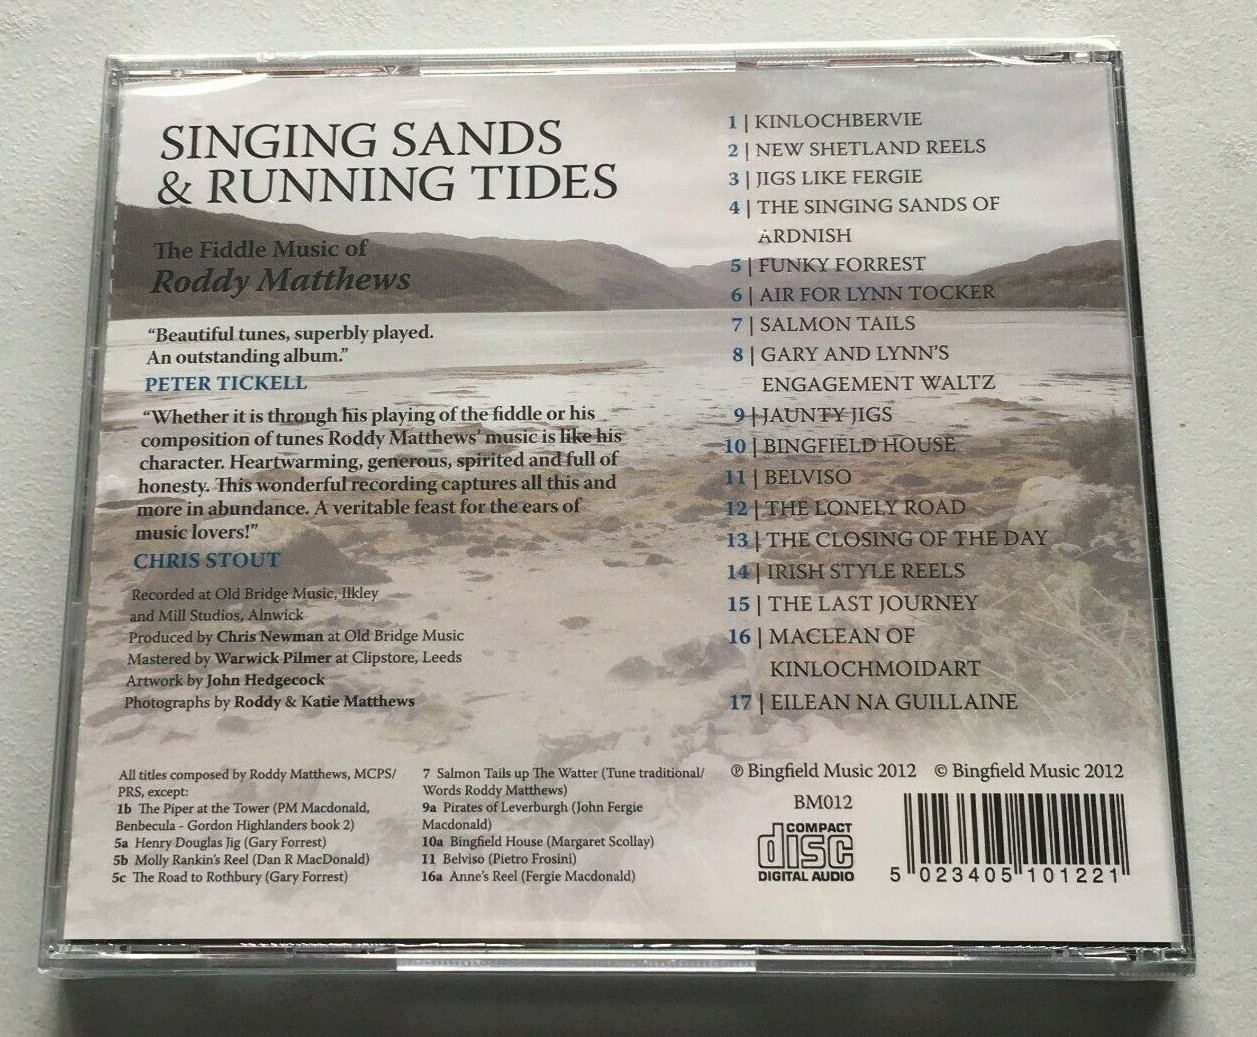 SINGING SANDS
& RUNNING TIDES
The Fiddle Music of
Roddy Matthews
“Beautiful tunes, superbly played.
An outstanding album.”
PETER TICKELL
“Whether it is through his playing of the fiddle or his
composition of tunes Roddy Matthews’ music is like his
character. Heartwarming, generous, spirited and full of
honesty. This wonderful recording captures all this and
more in abundance. A veritable feast for the ears of
music lovers!”
CHRIS STOUT
Recorded at Old Bridge Music, Ilkley
and Mill Studios, Alnwick
Produced by Chris Newman at Old Bridge Music
Mastered by Warwick Pilmer at Clipstore, Leeds
Artwork by John Hedgecock
Photographs by Roddy & Katie Matthews
1 | KINLOCHBERVIE
2 | NEW SHETLAND REELS
3 | JIGS LIKE FERGIE
4 | THE SINGING SANDS OF
ARDNISH
5 | FUNKY FORREST
6 | AIR FOR LYNN TOCKER
7 | SALMON TAILS
8 | GARY AND LYNN’S
ENGAGEMENT WALTZ
9 | JAUNTY JIGS
10 | BINGFIELD HOUSE
11 | BELVISO
12 | THE LONELY ROAD
13 | THE CLOSING OF THE DAY
14 | IRISH STYLE REELS
15 | THE LAST JOURNEY
16 | MACLEAN OF
KINLOCHMOIDART
17 | EILEAN NA GUILLAINE
All titles composed by Roddy Matthews, MCPS/
PRS, except:
1b The Piper at the Tower (PM Macdonald,
Benbecula - Gordon Highlanders book 2)
5a Henry Douglas Jig (Gary Forrest)
5b Molly Rankin’s Reel (Dan R MacDonald)
5c The Road to Rothbury (Gary Forrest)
7 Salmon Tails up The Watter (Tune traditional/
Words Roddy Matthews)
9a Pirates of Leverburgh (John Fergie
Macdonald)
10a Bingfield House (Margaret Scollay)
11 Belviso (Pietro Frosini)
16a Anne’s Reel (Fergie Macdonald)
℗ Bingfield Music 2012 © Bingfield Music 2012
BM012
COMPACT
disc
DIGITAL AUDIO
5 023405 101221